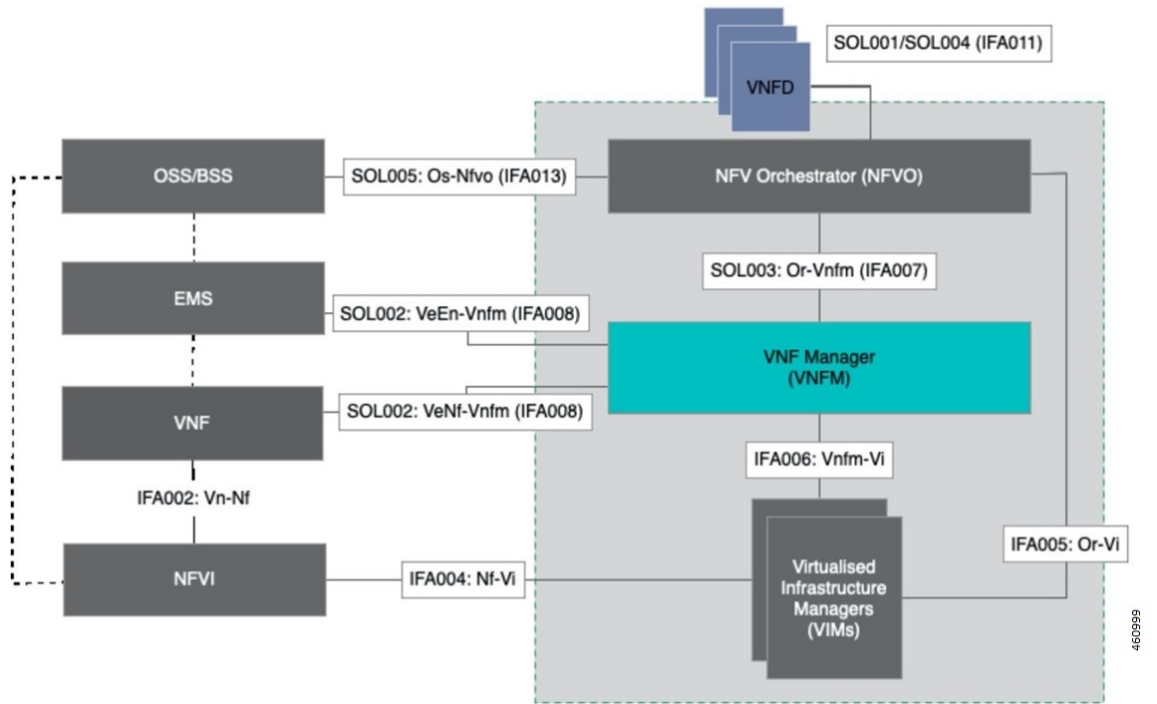 SOL001/SOL004 (IFA011)
VNFD
OSS/BSS
SOL005: Os-Nfvo (IFA013)
NFV Orchestrator (NFVO)
SOL003: Or-Vnfm (IFA007)
EMS
SOL002: VeEn-Vnfm (IFA008)
VNF Manager
(VNFM)
VNF
SOL002: VeNf-Vnfm (IFA008)
IFA006: Vnfm-Vi
IFA002: Vn-Nf
IFA005: Or-Vi
NFVI
IFA004: Nf-Vi
Virtualised
Infrastructure
Managers
(VIMs)
460999